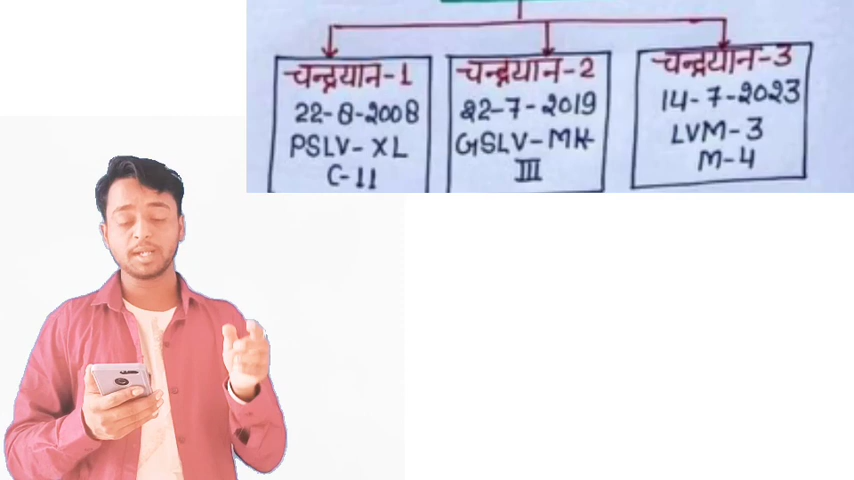 चन्द्रयान-1
22-8-2008
PSLV-XL
C-11
चन्द्रयान-2
22-7-2019
GSLV-MK
III
चन्द्रयान-3
14-7-2023
LVM-3
M-4